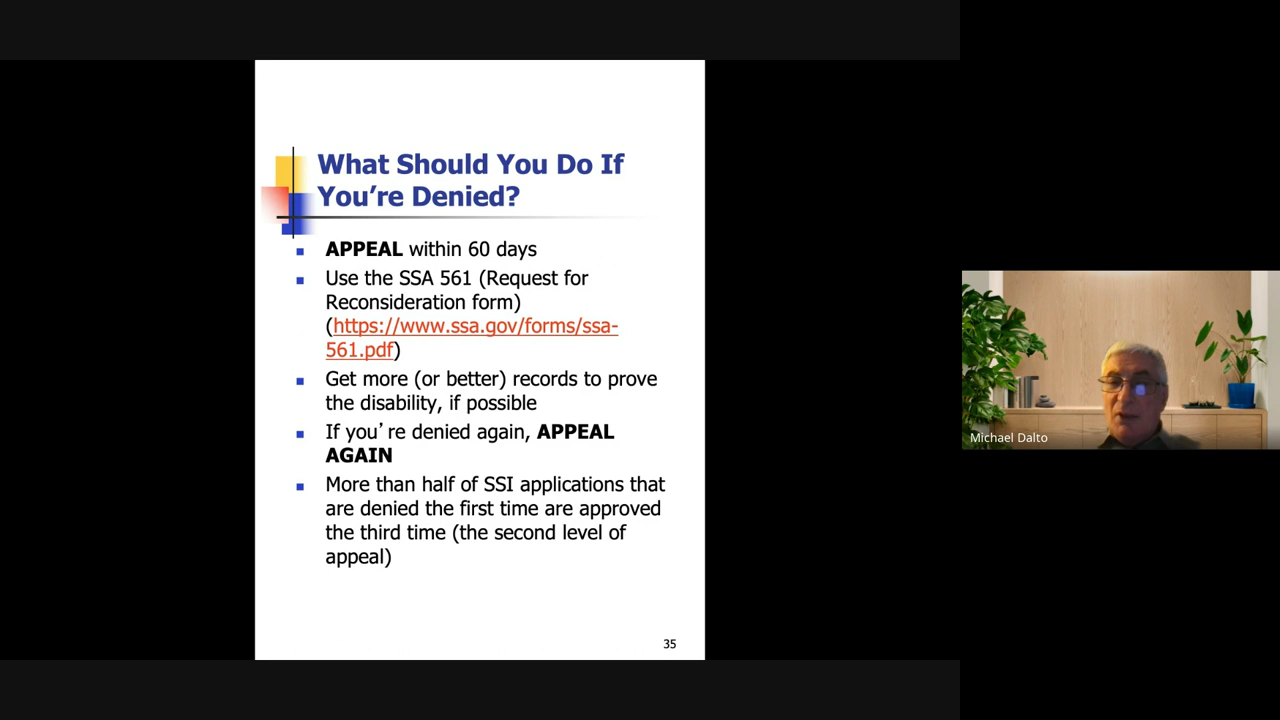 What Should You Do If
You're Denied?
APPEAL within 60 days
Use the SSA 561 (Request for
Reconsideration form)
(https://www.ssa.gov/forms/ssa-
561.pdf)
Get more (or better) records to prove
the disability, if possible
If you're denied again, APPEAL
AGAIN
More than half of SSI applications that
are denied the first time are approved
the third time (the second level of
appeal)
35
Michael Dalto